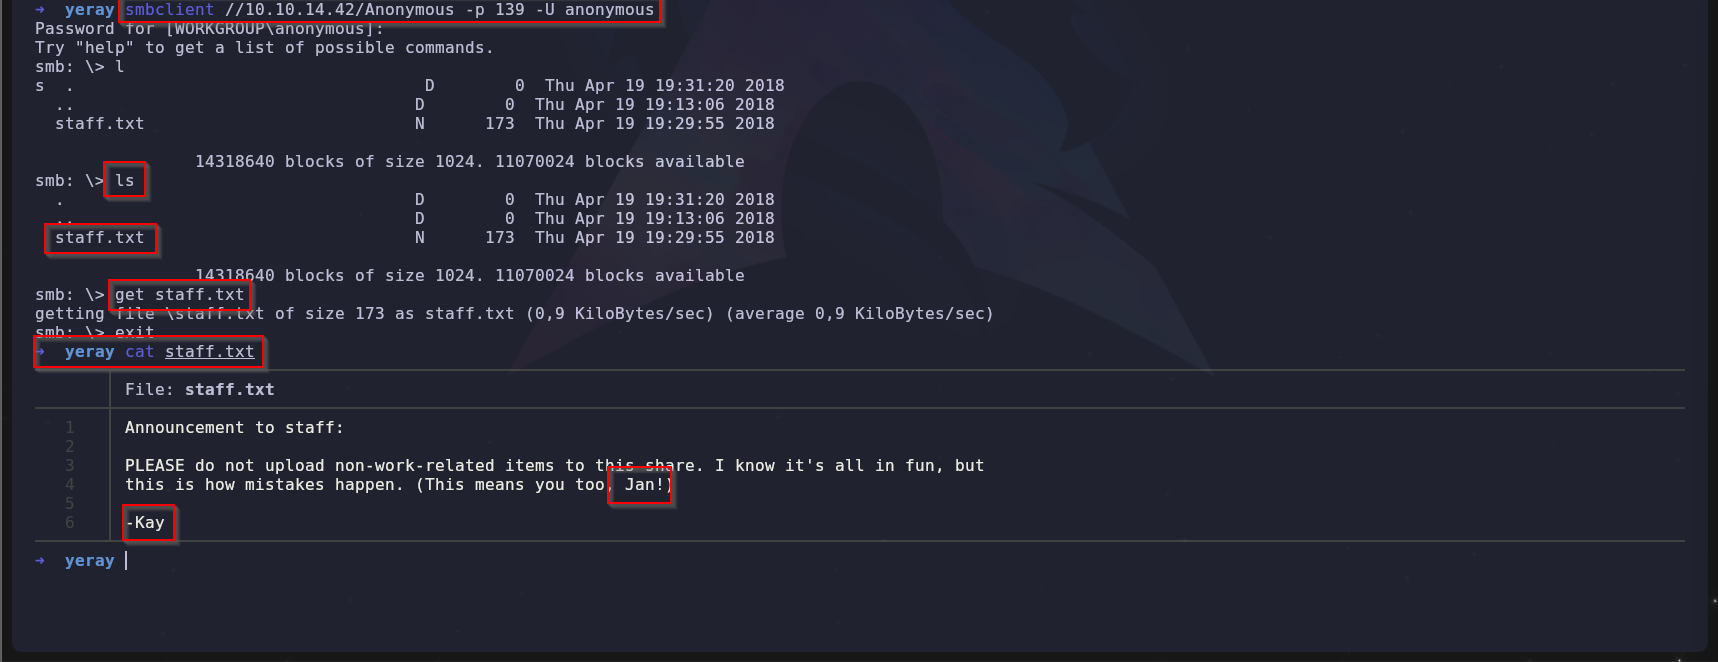 → yeray smbclient //10.10.14.42/Anonymous -p 139 -U anonymous
Password for [WORKGROUP\anonymous]:
Try "help" to get a list of possible commands.
smb: \> l
s . D 0 Thu Apr 19 19:31:20 2018
.. D 0 Thu Apr 19 19:13:06 2018
staff.txt N 173 Thu Apr 19 19:29:55 2018
14318640 blocks of size 1024. 11070024 blocks available
smb: \> ls
. D 0 Thu Apr 19 19:31:20 2018
.. D 0 Thu Apr 19 19:13:06 2018
staff.txt N 173 Thu Apr 19 19:29:55 2018
14318640 blocks of size 1024. 11070024 blocks available
smb: \> get staff.txt
getting file \staff.txt of size 173 as staff.txt (0,9 KiloBytes/sec) (average 0,9 KiloBytes/sec)
smb: \> exit
→ yeray cat staff.txt
File: staff.txt
1 Announcement to staff:
2
3 PLEASE do not upload non-work-related items to this share. I know it's all in fun, but
4 this is how mistakes happen. (This means you too, Jan!)
5
6 -Kay
→ yeray